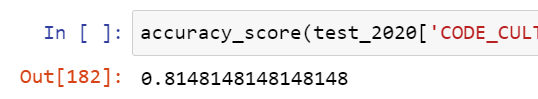 In [ ]: accuracy_score(test_2020['CODE_CULT
Out[182]: 0.8148148148148148